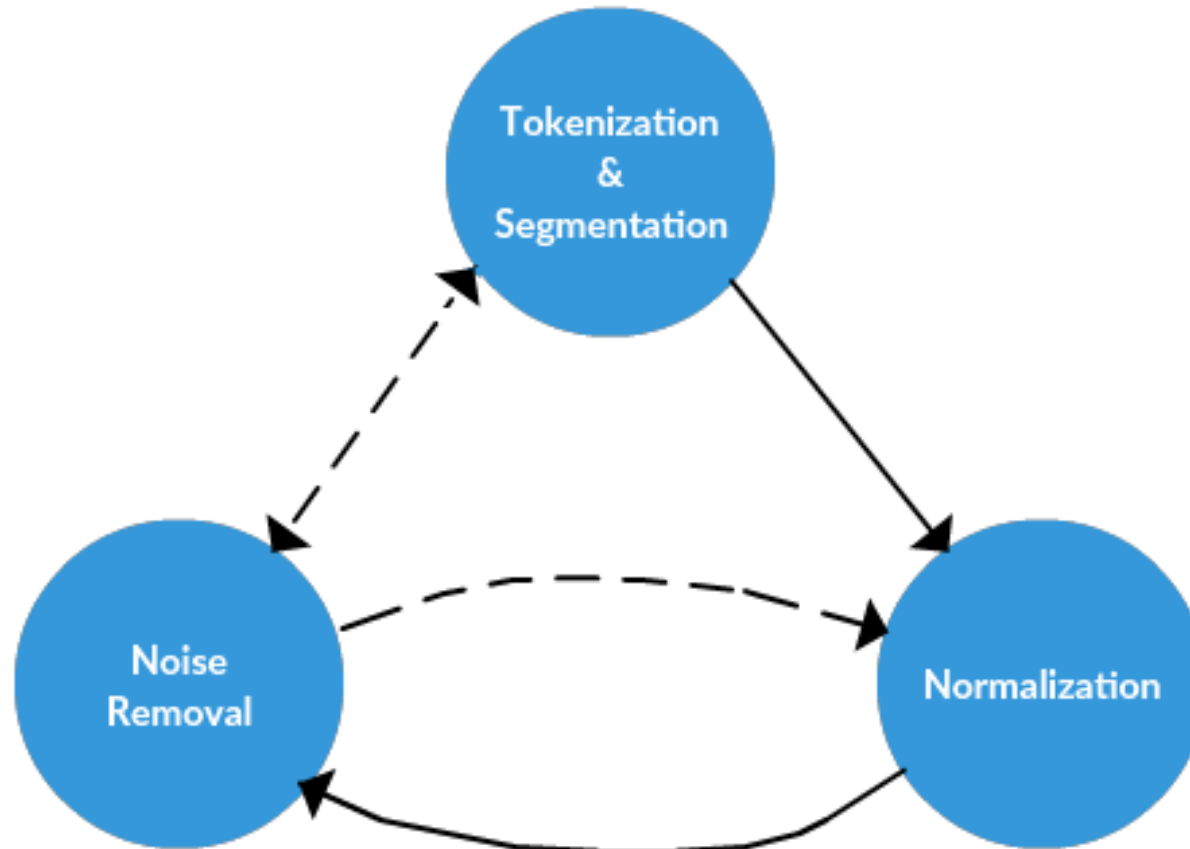 Tokenization
&
Segmentation
Noise
Removal
Normalization